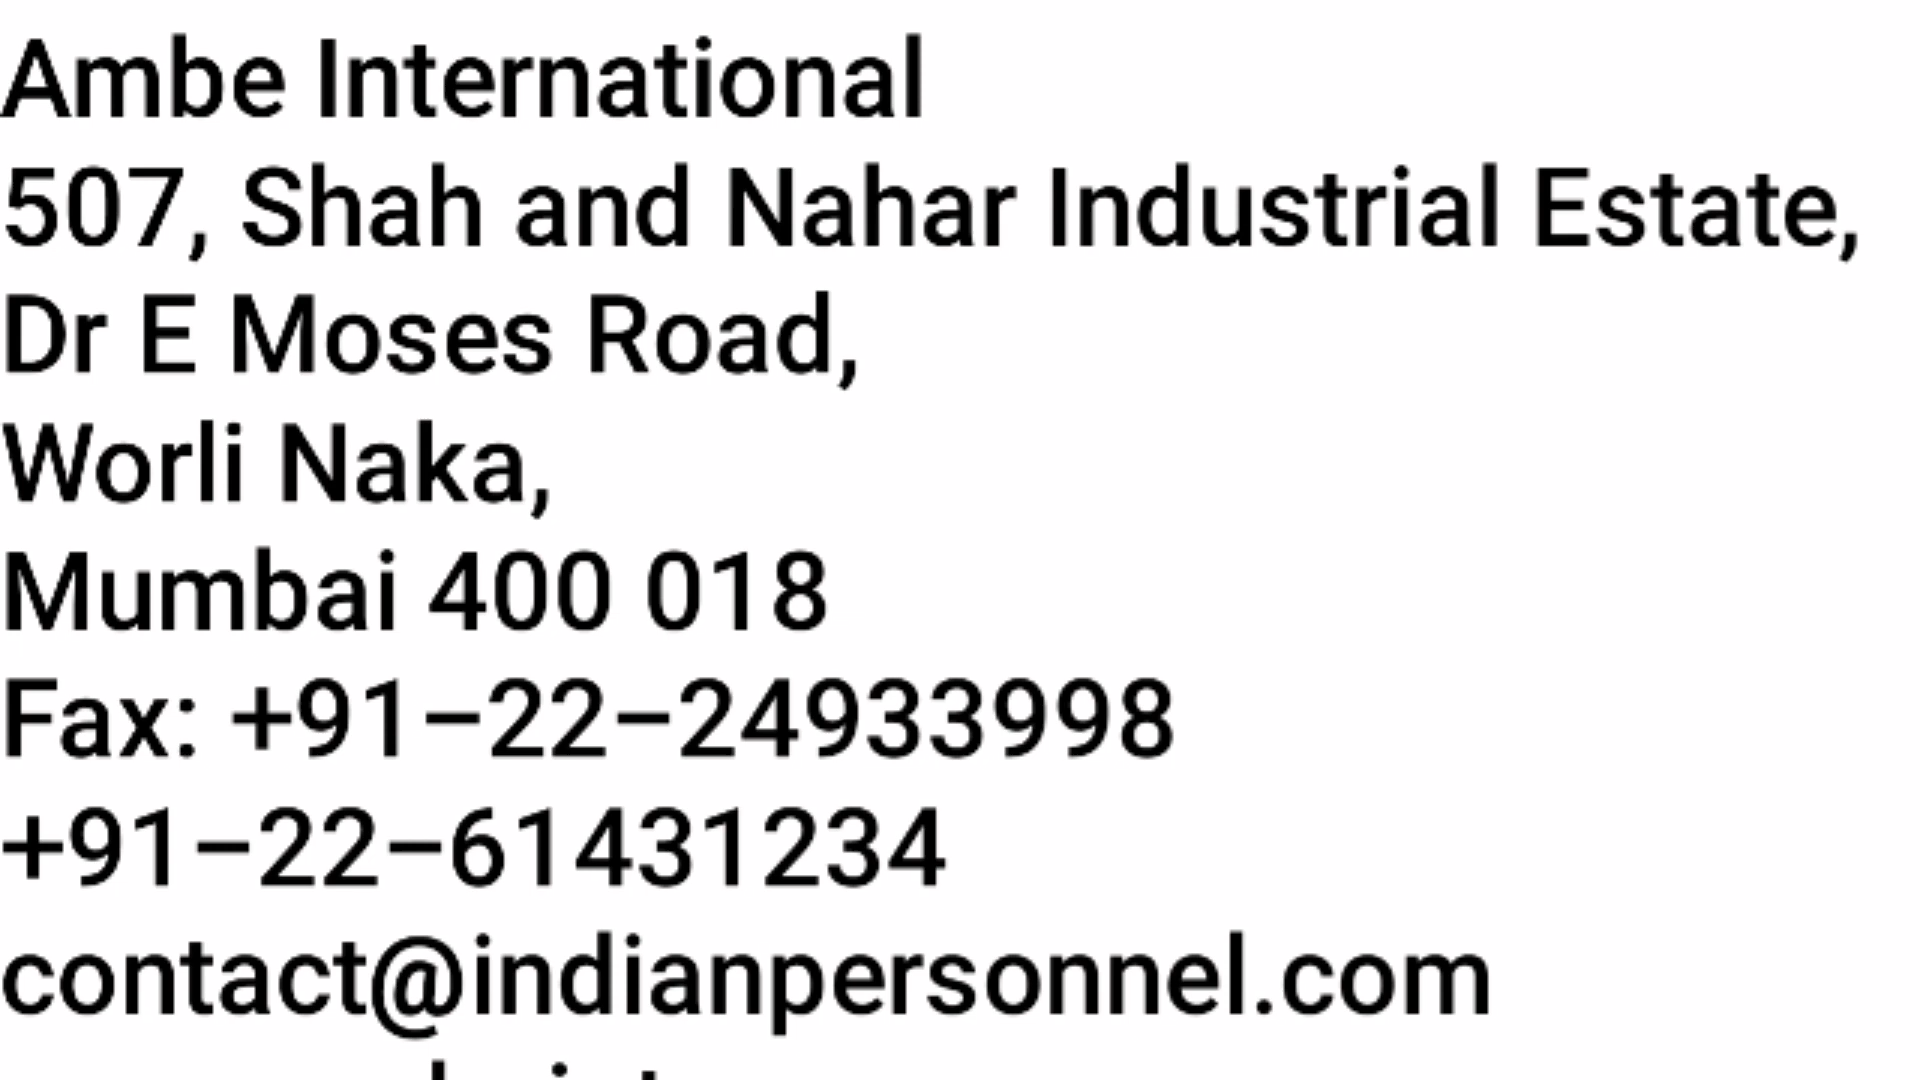 Ambe International
507, Shah and Nahar Industrial Estate,
Dr E Moses Road,
Worli Naka,
Mumbai 400 018
Fax: +91–22–24933998
+91–22–61431234
contact@indianpersonnel.com